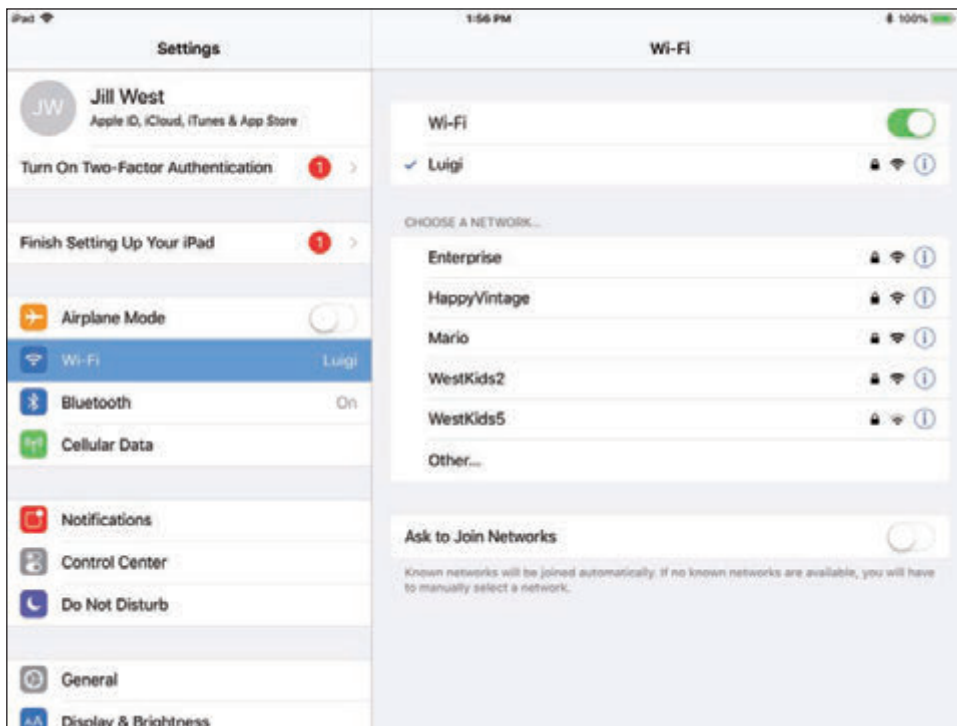 iPad
1:56 PM
100%
Settings
Wi-Fi
JW
Jill West
Apple ID, iCloud, iTunes & App Store
Turn On Two-Factor Authentication
1
Finish Setting Up Your iPad
1
Airplane Mode
Wi-Fi
Luigi
Bluetooth
On
Cellular Data
Notifications
Control Center
Do Not Disturb
General
AA
Display & Brightness
Wi-Fi
Luigi
CHOOSE A NETWORK...
Enterprise
HappyVintage
Mario
WestKids2
WestKids5
Other...
Ask to Join Networks
Known networks will be joined automatically. If no known networks are available, you will have
to manually select a network.